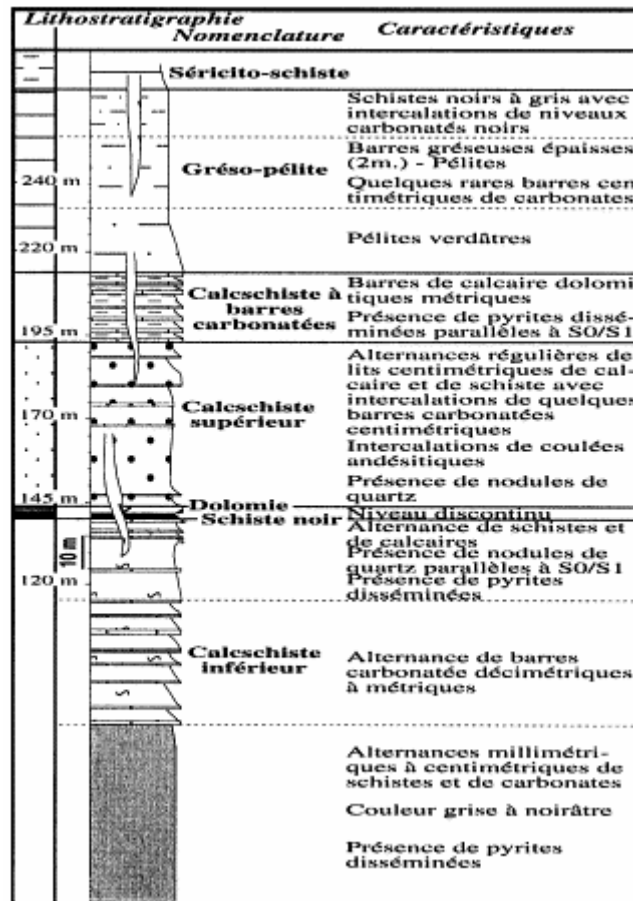 Lithostratigraphie
Nomenclature
Caractéristiques
Séricito-schiste
Schistes noirs à gris avec
intercalations de niveaux
carbonatés noirs
Gréso-pélite
Barres gréseuses épaisses
(2m.) - Pélites
240 m
Quelques rares barres cen
timétriques de carbonates
220 m
Pélites verdâtres
Calcschiste à
barres
carbonatées
Barres de calcaire dolomi
tiques métriques
195 m
Présence de pyrites dissé-
minées parallèles à S0/S1
Calcschiste
supérieur
Alternances régulières de
lits centimétriques de cal-
caire et de schiste avec
intercalations de quelques
barres carbonatées
centimétriques
170 m
Intercalations de coulées
andésitiques
Présence de nodules de
quartz
145 m
Dolomie
Schiste noir
Niveau discontinu
Alternance de schistes et
de calcaires
10 m
Présence de nodules de
quartz parallèles à S0/S1
120 m
Présence de pyrites
disséminées
Calcschiste
inférieur
Alternance de barres
carbonatée décimétriques
à métriques
Alternances millimétri-
ques à centimétriques de
schistes et de carbonates
Couleur grise à noirâtre
Présence de pyrites
disséminées